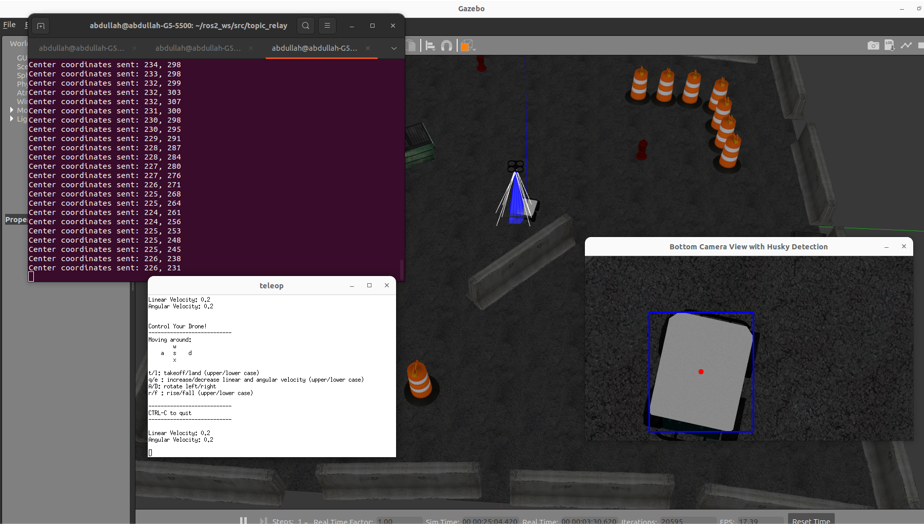 Gazebo
abdullah@abdullah-G5-5500: ~/ros2_ws/src/topic_relay
File
abdullah@abdullah-G5... × abdullah@abdullah-G5... × abdullah@abdullah-G5... ×
Center coordinates sent: 234, 298
Center coordinates sent: 233, 298
Center coordinates sent: 232, 299
Center coordinates sent: 232, 303
Center coordinates sent: 232, 307
Center coordinates sent: 231, 300
Center coordinates sent: 230, 298
Center coordinates sent: 230, 295
Center coordinates sent: 229, 291
Center coordinates sent: 228, 287
Center coordinates sent: 228, 284
Center coordinates sent: 227, 280
Center coordinates sent: 227, 276
Center coordinates sent: 226, 271
Center coordinates sent: 225, 268
Center coordinates sent: 225, 264
Center coordinates sent: 224, 261
Center coordinates sent: 224, 256
Center coordinates sent: 225, 253
Center coordinates sent: 225, 248
Center coordinates sent: 225, 245
Center coordinates sent: 226, 238
Center coordinates sent: 226, 231
Bottom Camera View with Husky Detection
teleop
Linear Velocity: 0.2
Angular Velocity: 0.2
Control Your Drone!
---------------------------
Moving around:
w
a s d
x
t/l: takeoff/land (upper/lower case)
q/e : increase/decrease linear and angular velocity (upper/lower case)
A/D: rotate left/right
r/f : rise/fall (upper/lower case)
---------------------------
CTRL-C to quit
---------------------------
Linear Velocity: 0.2
Angular Velocity: 0.2
Steps: 1 Real Time Factor: 1.00 Sim Time: 00 00:25:04.420 Real Time: 00 00:03:30.620 Iterations: 20595 FPS: 17.39 Reset Time